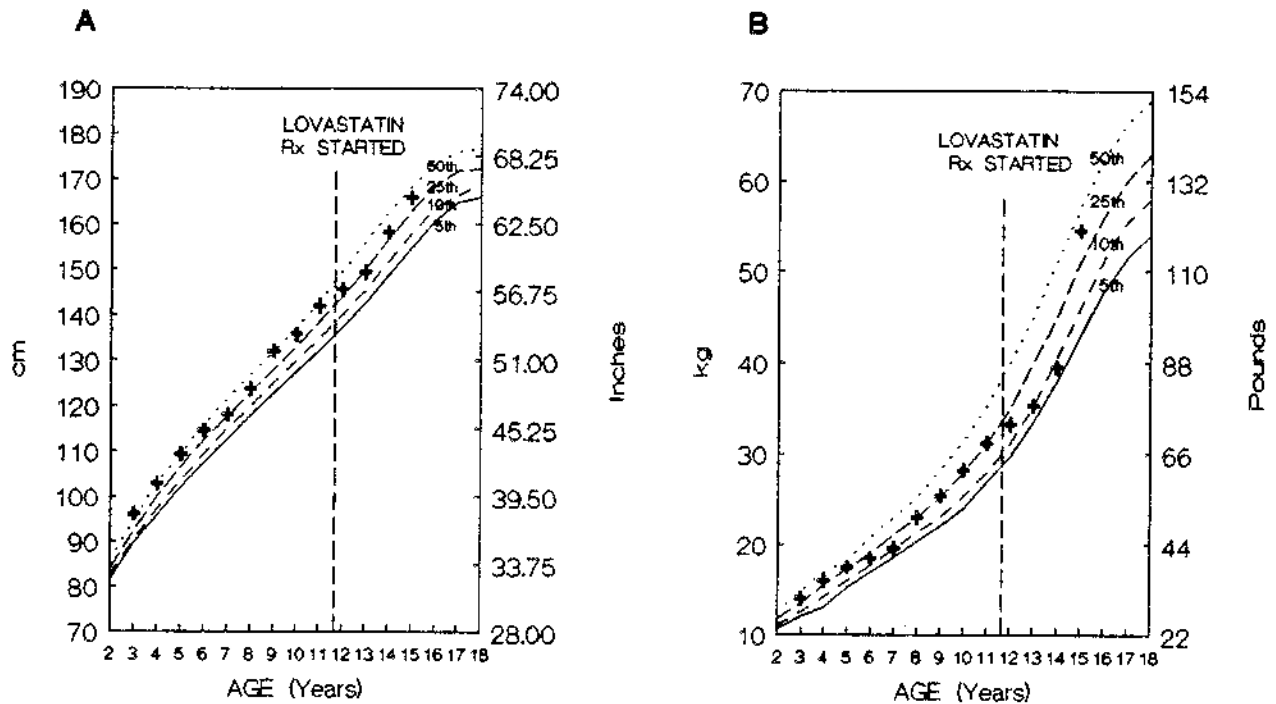 A
190
180
170
160
150
140
130
120
110
100
90
80
70
cm
LOVASTATIN
Rx STARTED
50th
25th
10th
5th
74.00
68.25
62.50
56.75
51.00
45.25
39.50
33.75
28.00
Inches
2 3 4 5 6 7 8 9 10 11 12 13 14 15 16 17 18
AGE (Years)
B
70
60
50
40
30
20
10
kg
LOVASTATIN
Rx STARTED
50th
25th
10th
5th
154
132
110
88
66
44
22
Pounds
2 3 4 5 6 7 8 9 10 11 12 13 14 15 16 17 18
AGE (Years)